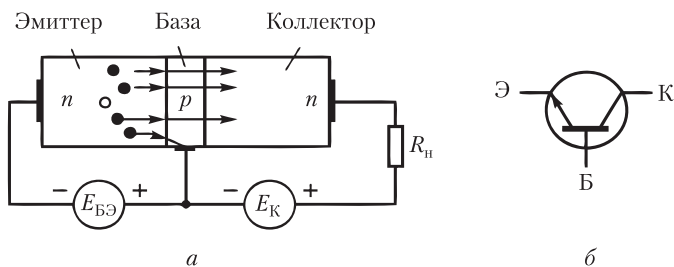 Эмиттер База Коллектор
n p n
Rн
− EБЭ + − EК +
а
Э К
Б
б